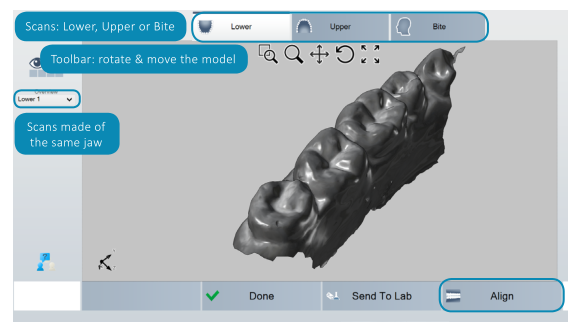 Scans: Lower, Upper or Bite
Lower
Upper
Bite
Toolbar: rotate & move the model
Overview
Lower 1
Scans made of
the same jaw
Done
Send To Lab
Align